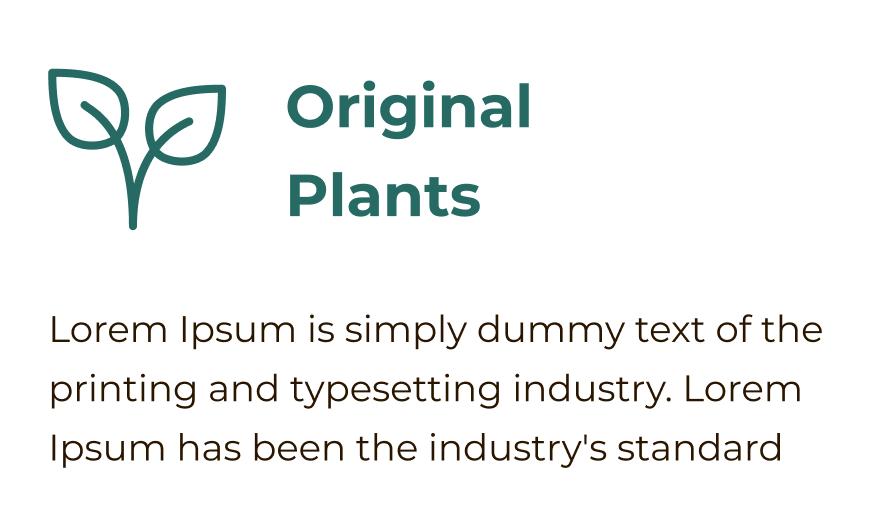 Original
Plants
Lorem Ipsum is simply dummy text of the
printing and typesetting industry. Lorem
Ipsum has been the industry's standard